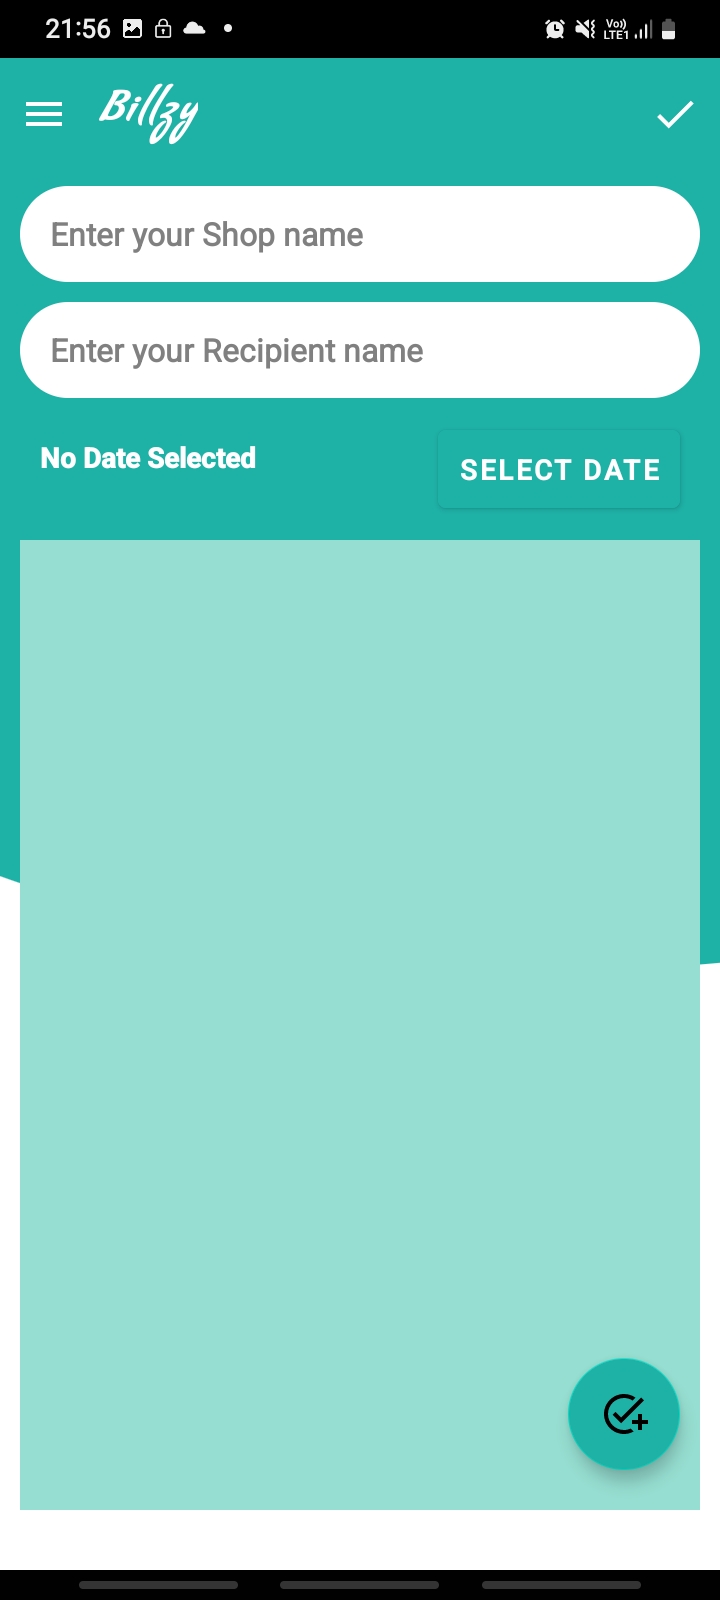 21:56
Vo))
LTE1
Billzy
Enter your Shop name
Enter your Recipient name
No Date Selected
SELECT DATE